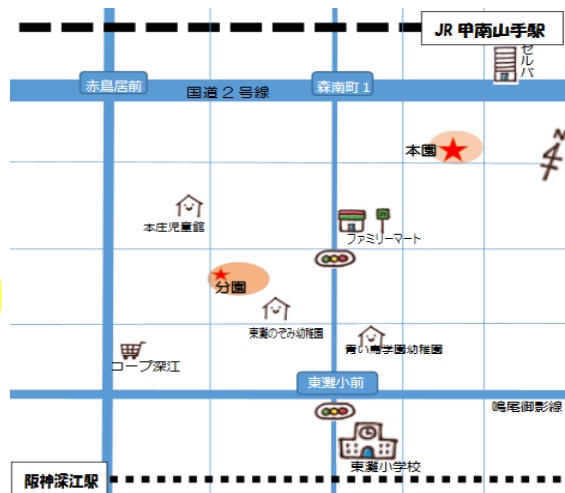 JR 甲南山手駅
セルバ
赤鳥居前
国道２号線
森南町１
本園
N
本庄児童館
ファミリーマート
分園
東灘のぞみ幼稚園
青い鳥学園幼稚園
コープ深江
東灘小前
鳴尾御影線
東灘小学校
阪神深江駅